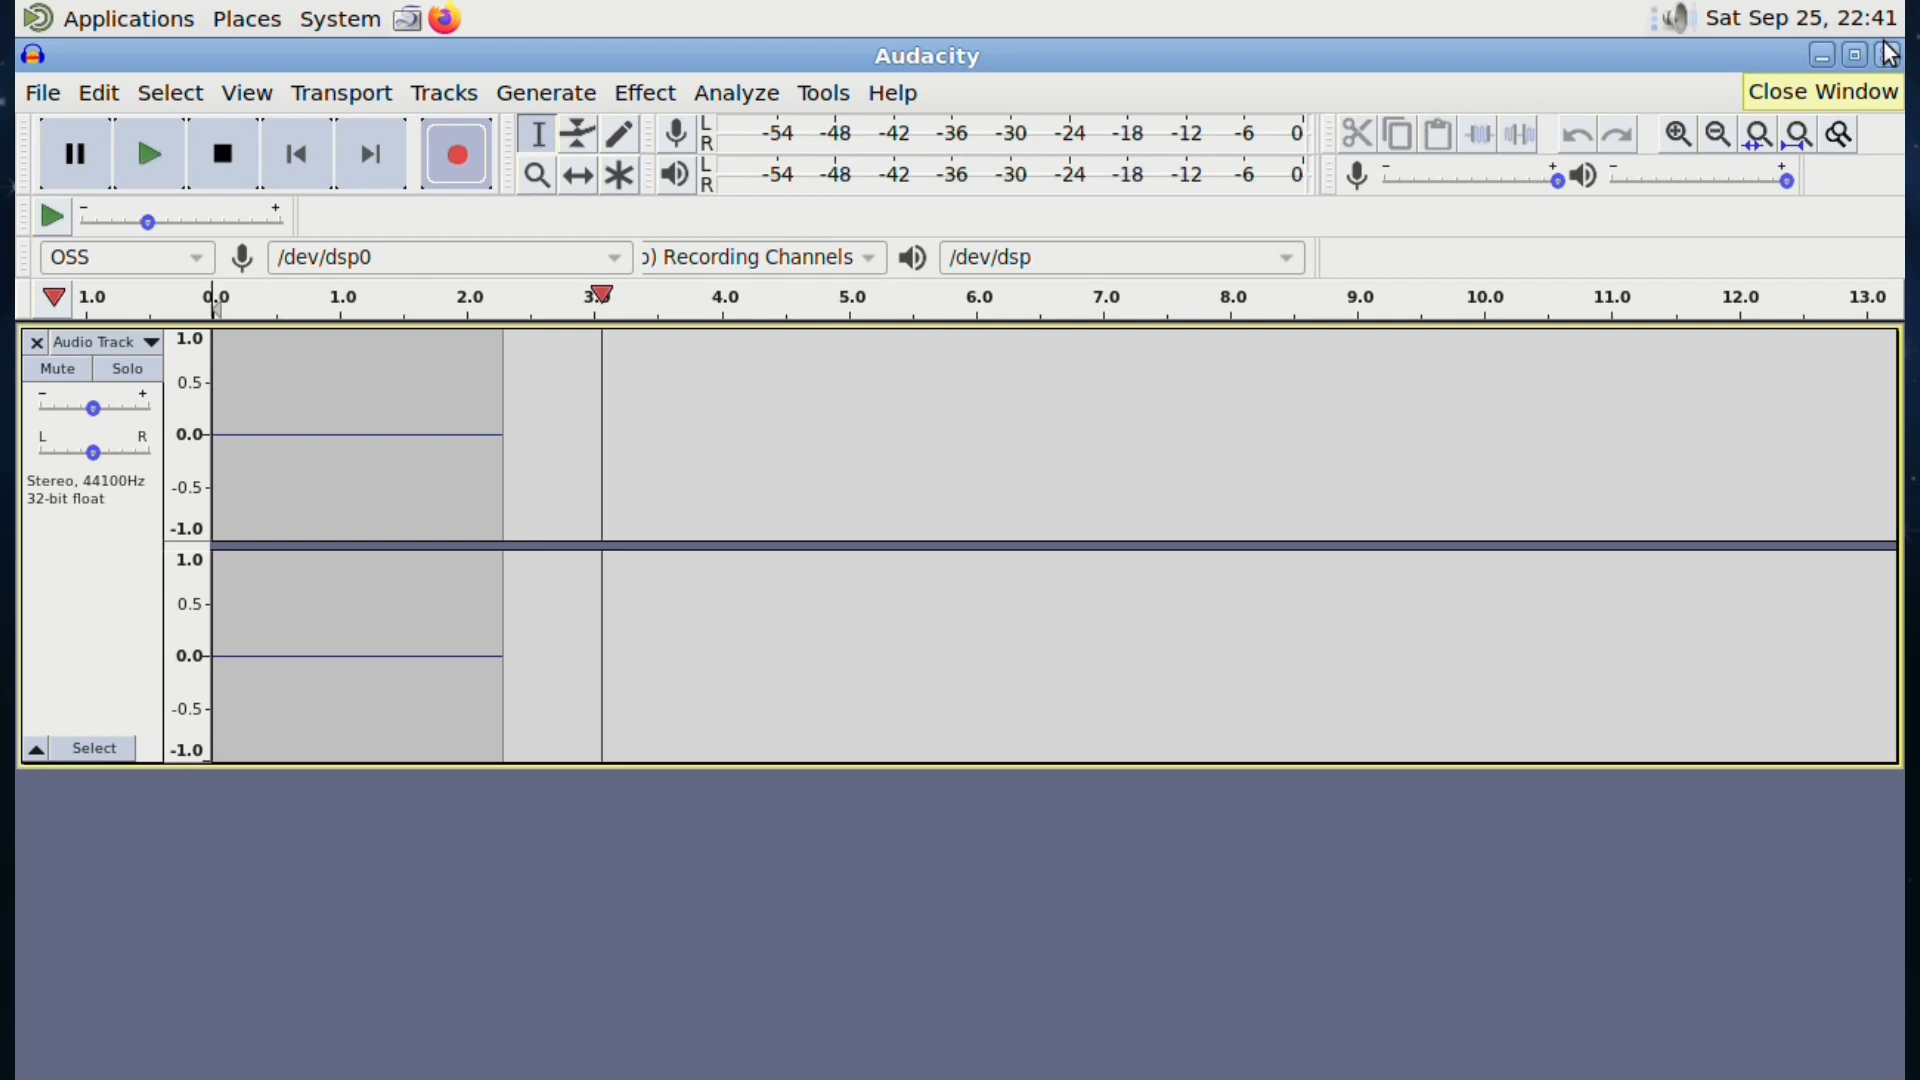 Applications Places System Sat Sep 25, 22:41
Audacity
File Edit Select View Transport Tracks Generate Effect Analyze Tools Help Close Window
L
R -54 -48 -42 -36 -30 -24 -18 -12 -6 0
L
R -54 -48 -42 -36 -30 -24 -18 -12 -6 0
- + - +
- +
OSS /dev/dsp0 o) Recording Channels /dev/dsp
1.0 0.0 1.0 2.0 3.0 4.0 5.0 6.0 7.0 8.0 9.0 10.0 11.0 12.0 13.0
Audio Track 1.0
Mute Solo
0.5
- +
L R 0.0
Stereo, 44100Hz -0.5
32-bit float
-1.0
1.0
0.5
0.0
-0.5
Select -1.0